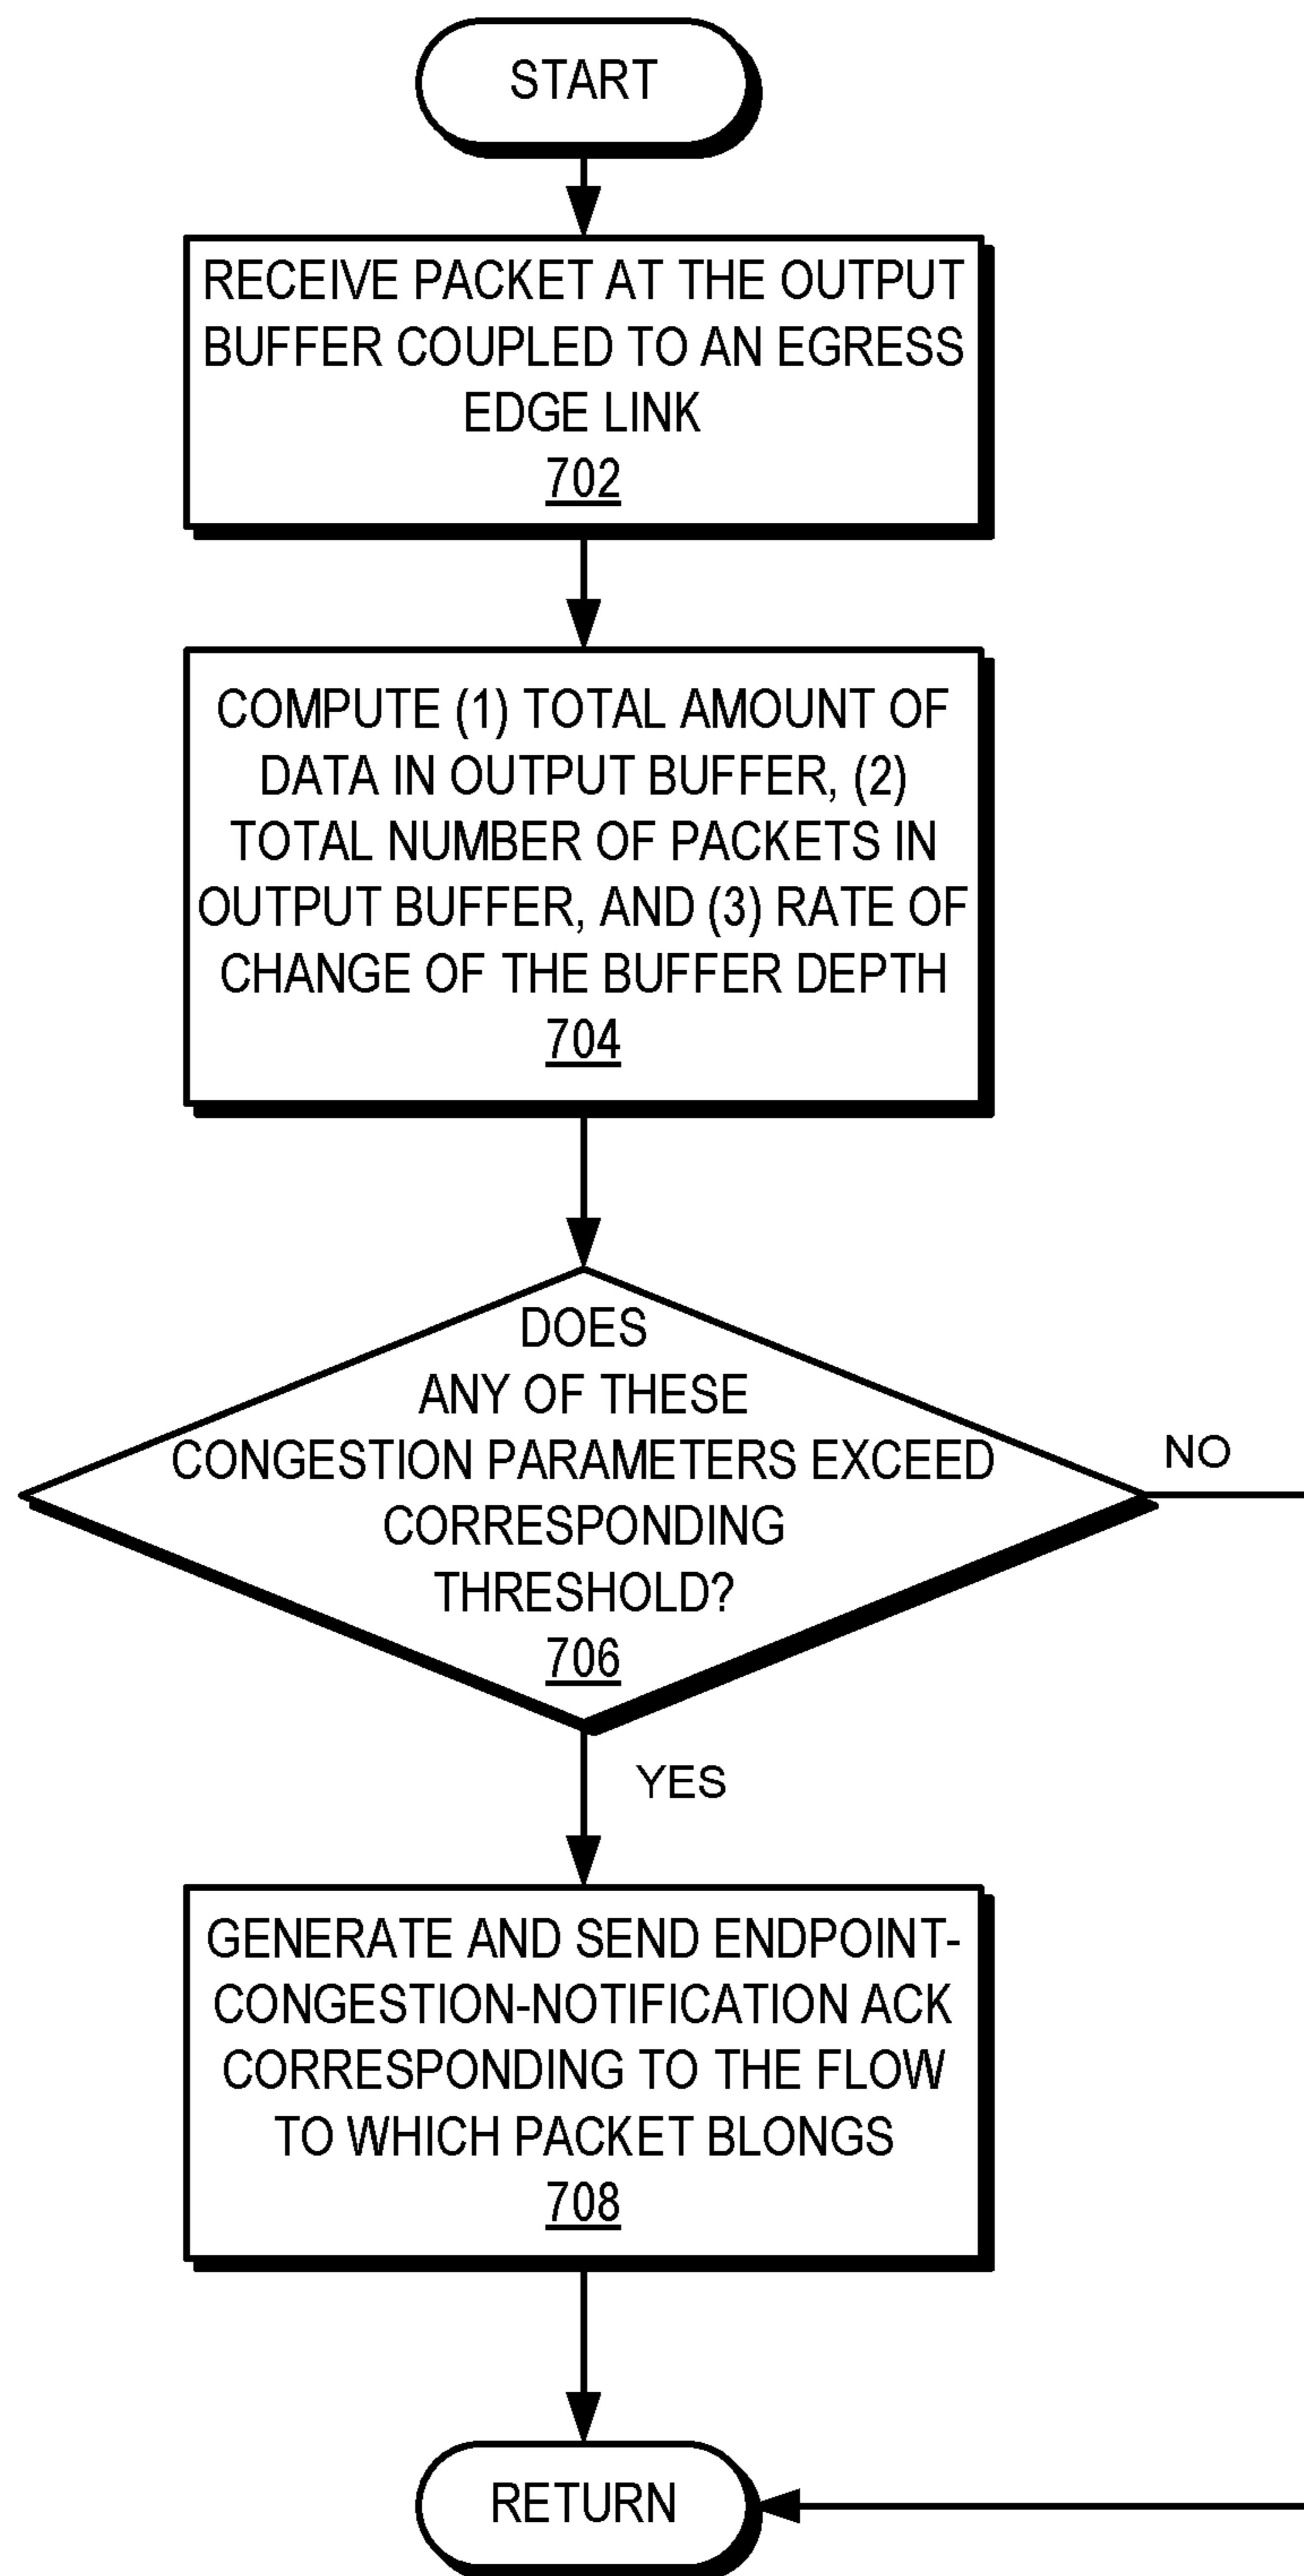 START
RECEIVE PACKET AT THE OUTPUT
BUFFER COUPLED TO AN EGRESS
EDGE LINK
702
COMPUTE (1) TOTAL AMOUNT OF
DATA IN OUTPUT BUFFER, (2)
TOTAL NUMBER OF PACKETS IN
OUTPUT BUFFER, AND (3) RATE OF
CHANGE OF THE BUFFER DEPTH
704
DOES
ANY OF THESE
CONGESTION PARAMETERS EXCEED
CORRESPONDING
THRESHOLD?
706
NO
YES
GENERATE AND SEND ENDPOINT-
CONGESTION-NOTIFICATION ACK
CORRESPONDING TO THE FLOW
TO WHICH PACKET BLONGS
708
RETURN